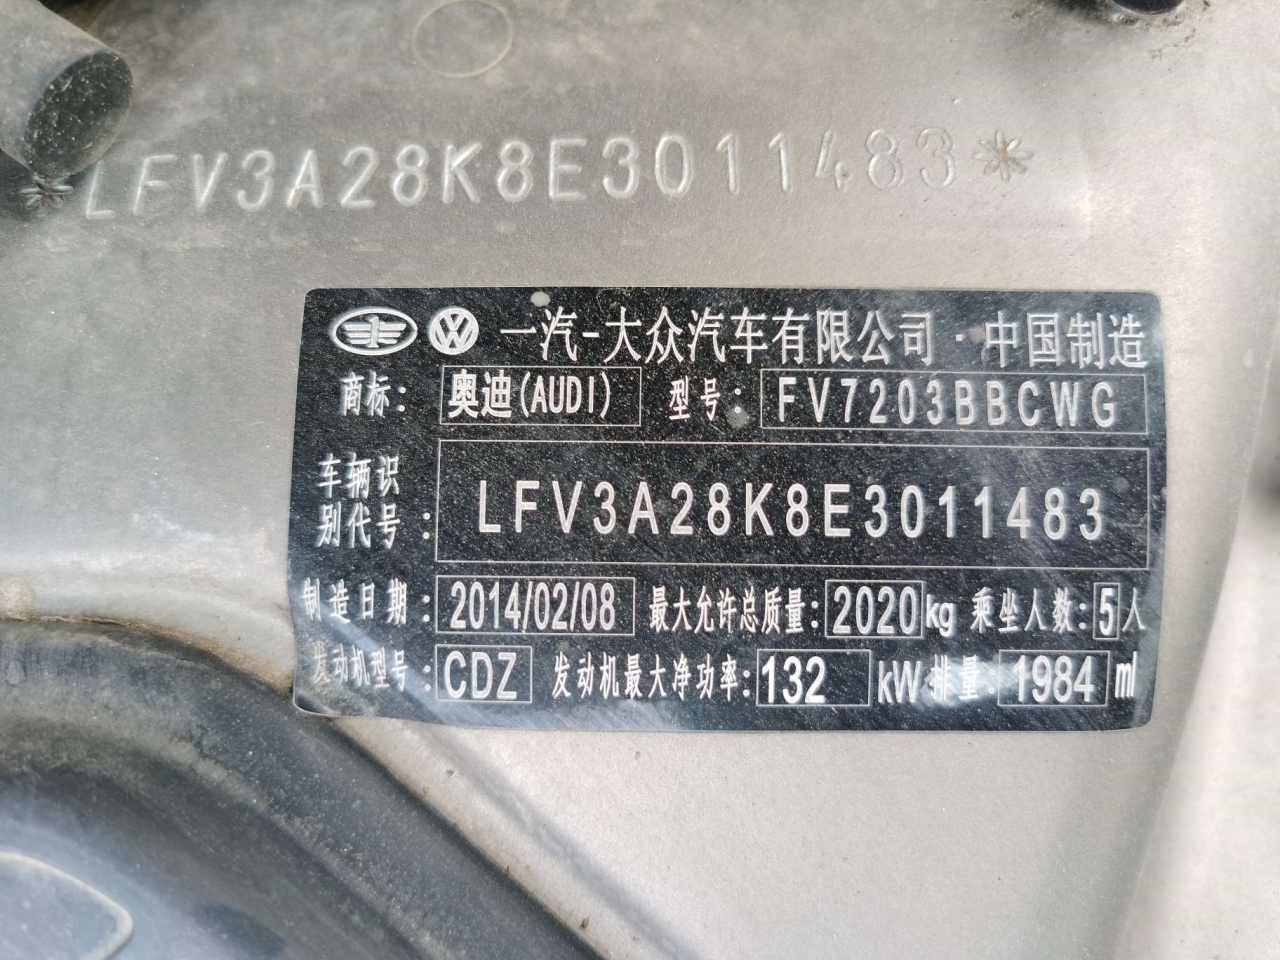 *LFV3A28K8E3011483*
一汽-大众汽车有限公司·中国制造
商标: 奥迪(AUDI) 型号: FV7203BBCWG
车辆识
别代号: LFV3A28K8E3011483
制造日期: 2014/02/08 最大允许总质量: 2020kg 乘坐人数: 5人
发动机型号: CDZ 发动机最大净功率: 132 kW 排量: 1984 ml